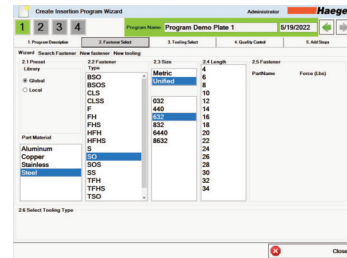 Create Insertion Program Wizard
Administrator
Haege
1 2 3 4
Program Name Program Demo Plate 1
5/19/2022
1. Program Description
2. Fastener Select
3. Tooling Select
4. Quality Control
5. Add Steps
Wizard Search Fastener New fastener New tooling
2.1 Preset
Library
Global
Local
Part Material
Aluminum
Copper
Stainless
Steel
2.2 Fastener
Type
BSO
BSOS
CLS
CLSS
F
FH
FHS
HFH
HFHS
S
SO
SOS
SS
TFH
TFHS
TSO
2.3 Size
Metric
Unified
032
440
632
832
6440
8632
2.4 Length
4
6
8
10
12
14
16
18
20
22
24
26
28
30
32
34
2.5 Fastener
PartName Force (Lbs)
2.6 Select Tooling Type
Close